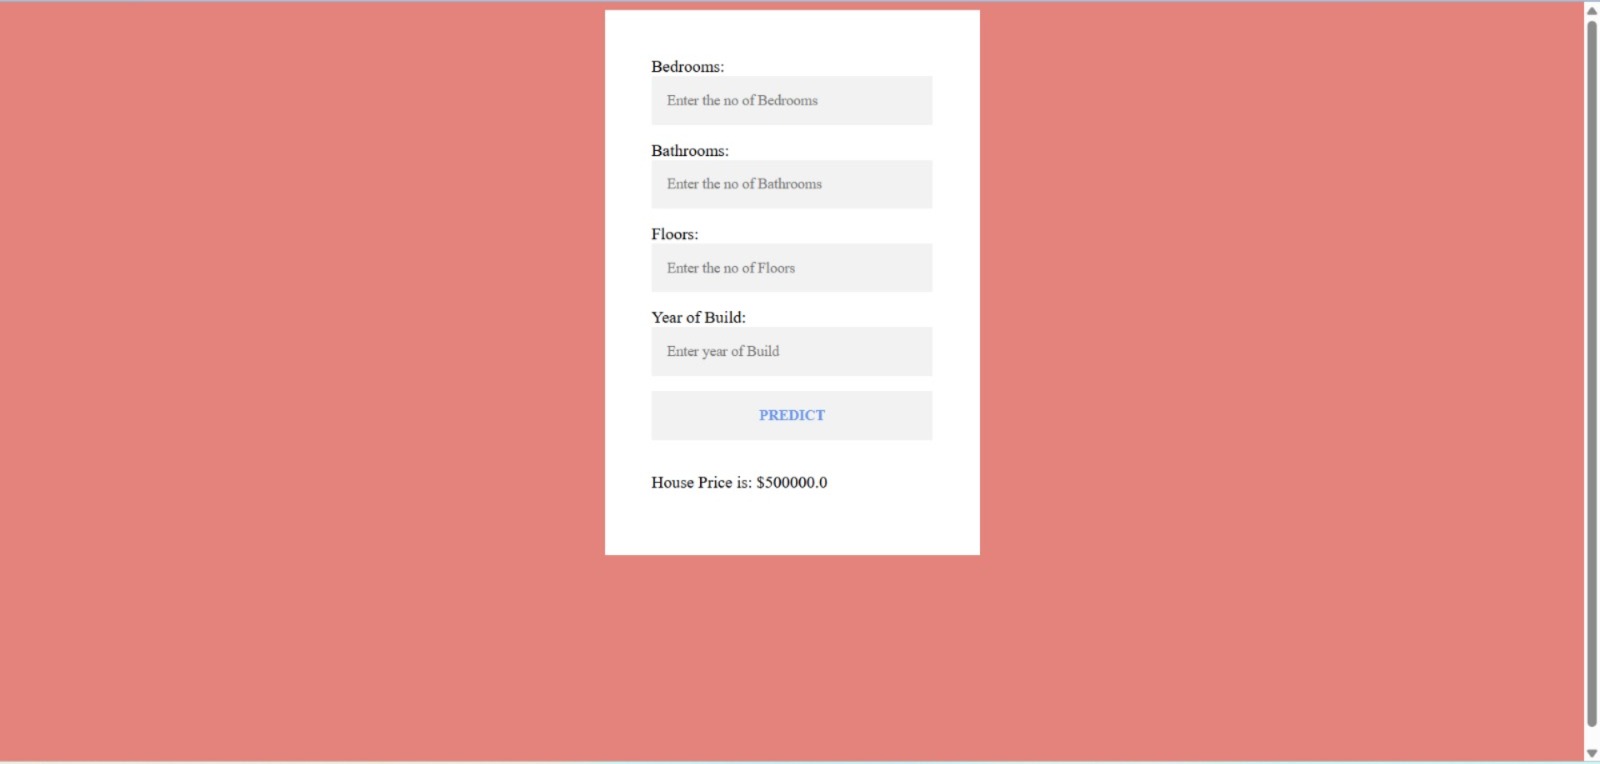 Bedrooms:
Enter the no of Bedrooms
Bathrooms:
Enter the no of Bathrooms
Floors:
Enter the no of Floors
Year of Build:
Enter year of Build
PREDICT
House Price is: $500000.0